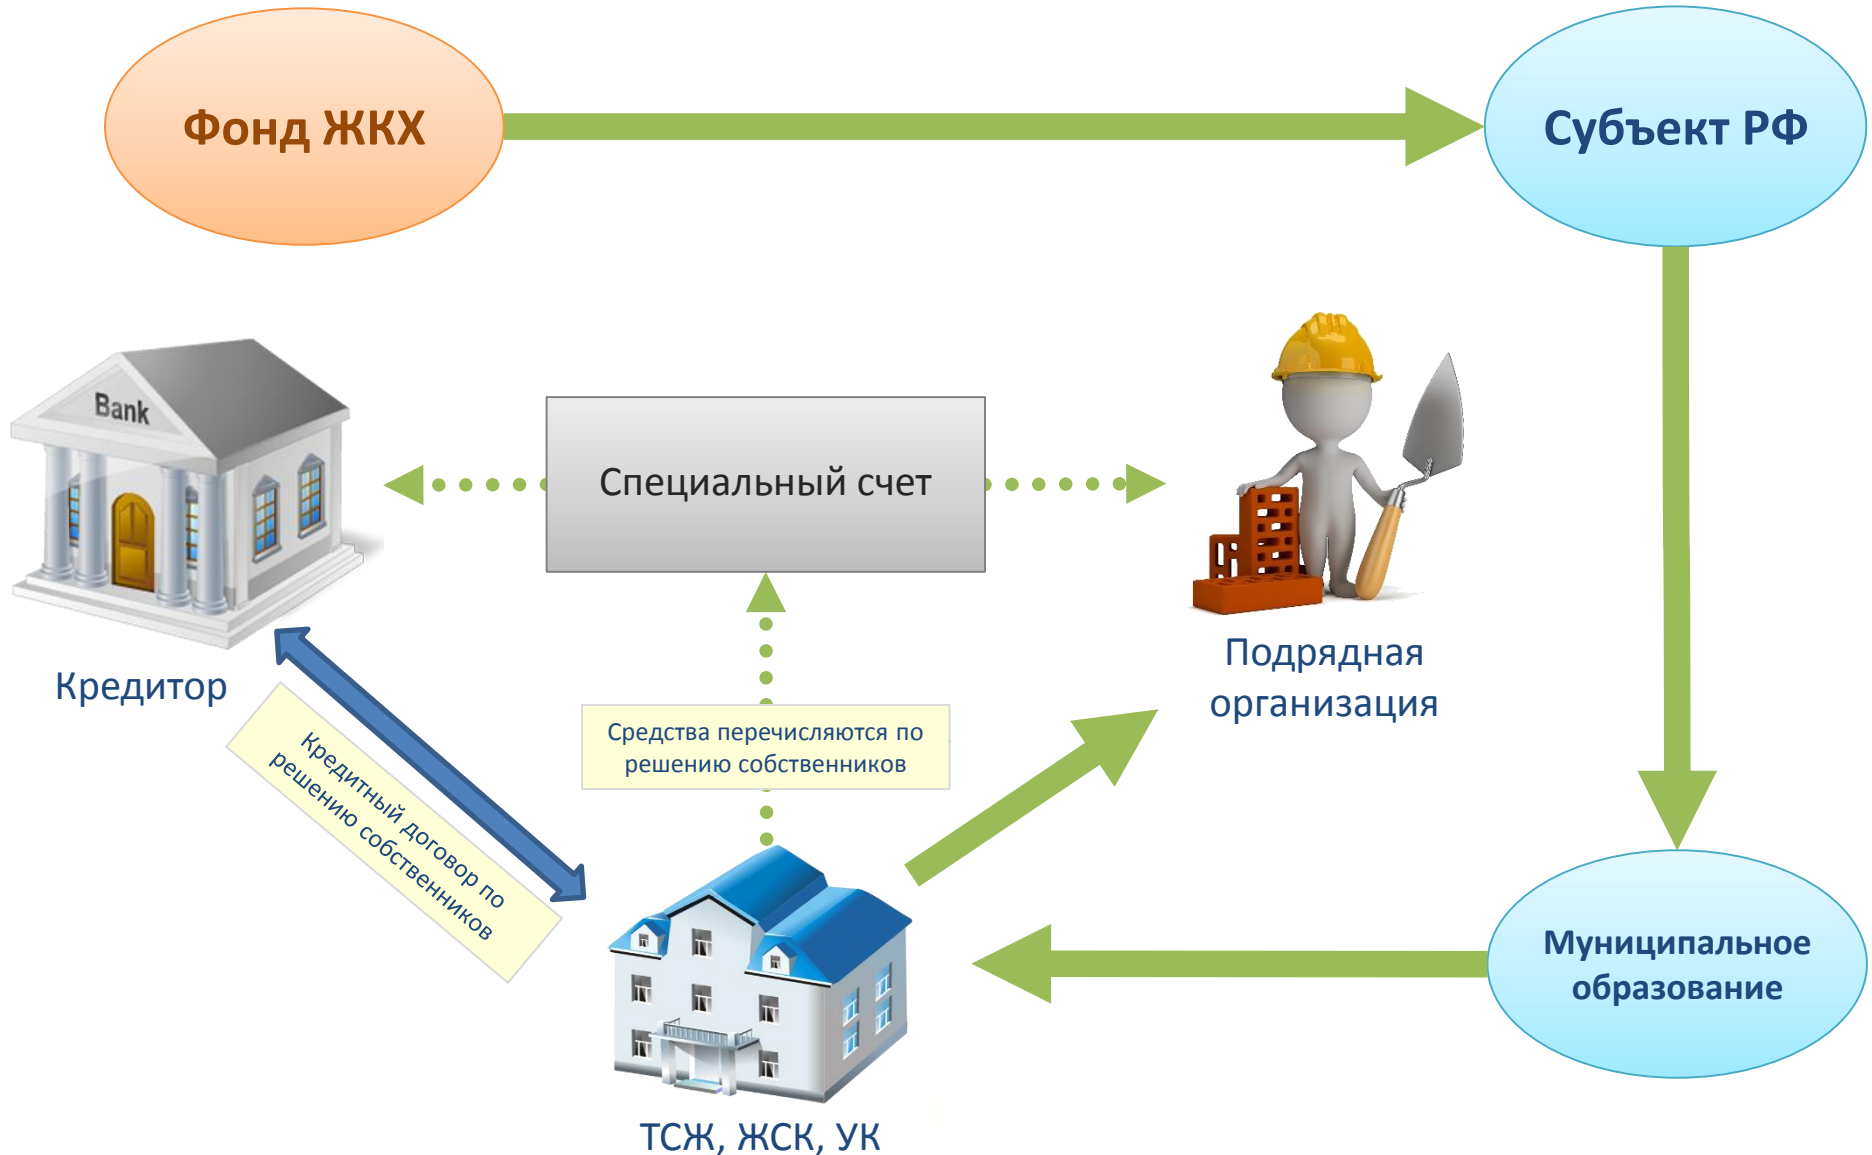 Фонд ЖКХ
Субъект РФ
Bank
Специальный счет
Кредитор
Подрядная
организация
Средства перечисляются по
решению собственников
Кредитный договор по
решению собственников
Муниципальное
образование
ТСЖ, ЖСК, УК